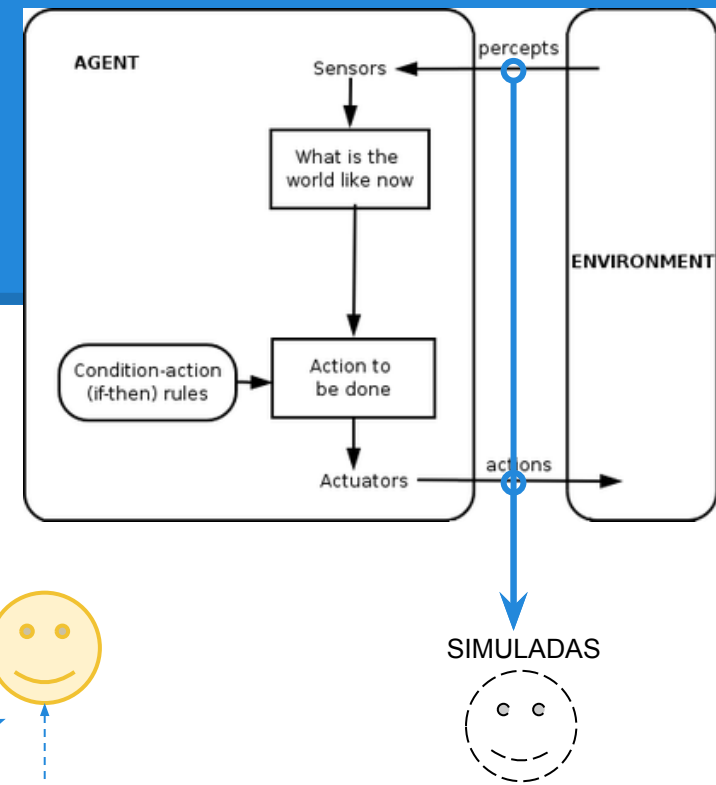 percepts
AGENT
Sensors
What is the
world like now
ENVIRONMENT
Condition-action
(if-then) rules
Action to
be done
actions
Actuators
SIMULADAS